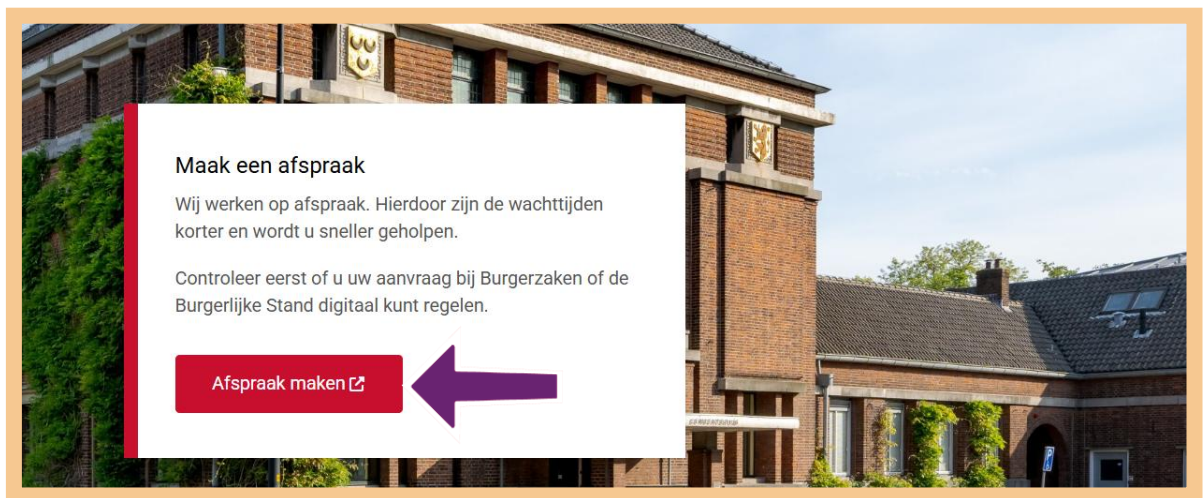 Maak een afspraak
Wij werken op afspraak. Hierdoor zijn de wachttijden
korter en wordt u sneller geholpen.
Controleer eerst of u uw aanvraag bij Burgerzaken of de
Burgerlijke Stand digitaal kunt regelen.
Afspraak maken